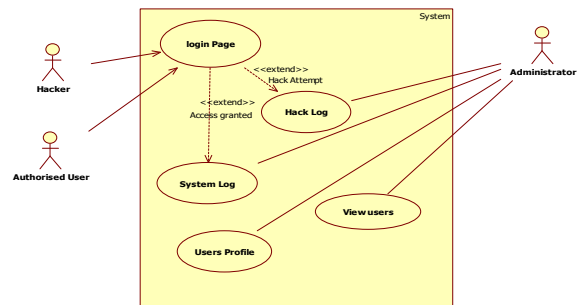 System
login Page
Hacker
Administrator
<<extend>>
Hack Attempt
<<extend>>
Access granted
Hack Log
Authorised User
System Log
View users
Users Profile